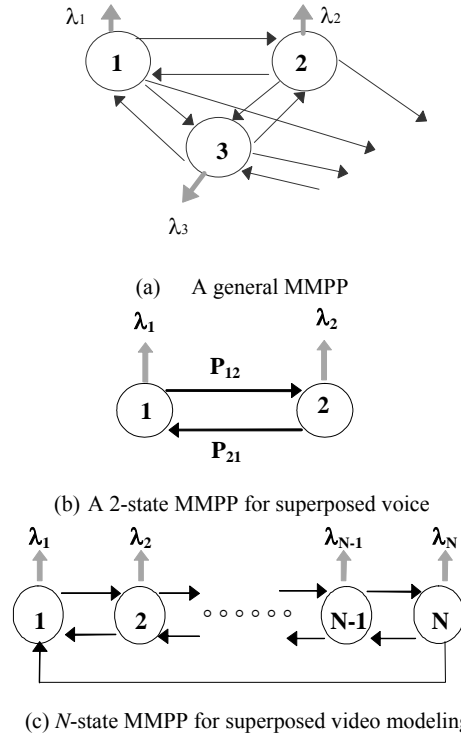 λ1 λ2
1 2
3
λ3
(a) A general MMPP
λ1 λ2
P12
1 2
P21
(b) A 2-state MMPP for superposed voice
λ1 λ2 λN-1 λN
1 2 N-1 N
(c) N-state MMPP for superposed video modeling